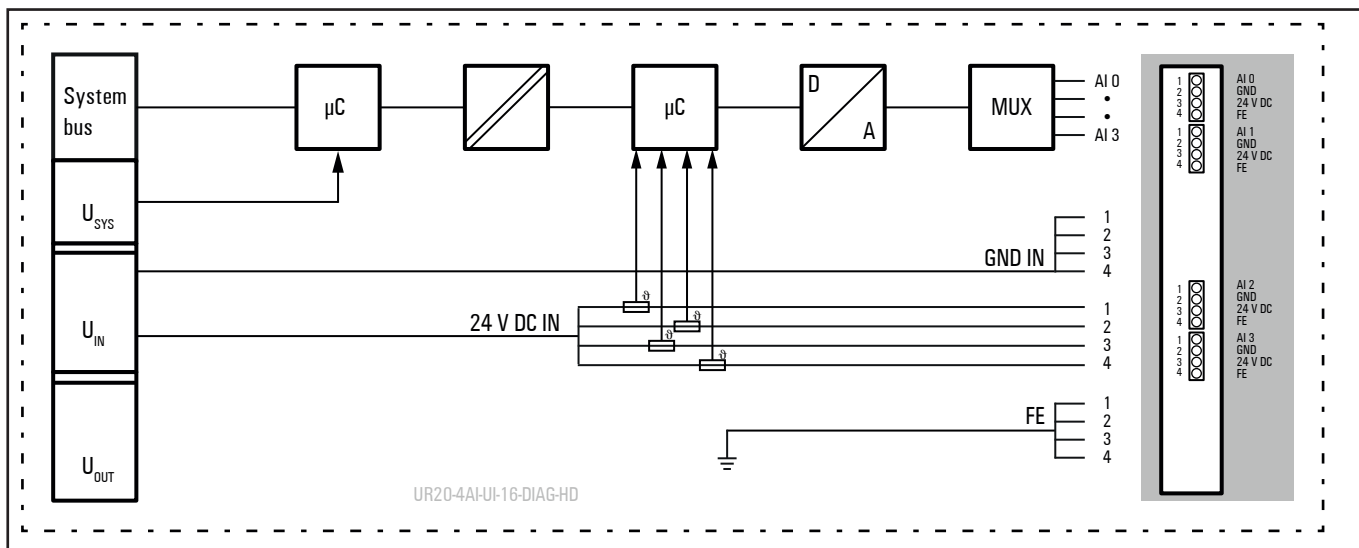 System
bus
µC
µC
D
A
MUX
AI 0
•
•
AI 3
U SYS
U IN
U OUT
GND IN
1
2
3
4
24 V DC IN
ϑ
ϑ
ϑ
ϑ
1
2
3
4
FE
1
2
3
4
UR20-4AI-UI-16-DIAG-HD
1 AI 0
2 GND
3 24 V DC
4 FE
1 AI 1
2 GND
3 24 V DC
4 FE
1 AI 2
2 GND
3 24 V DC
4 FE
1 AI 3
2 GND
3 24 V DC
4 FE